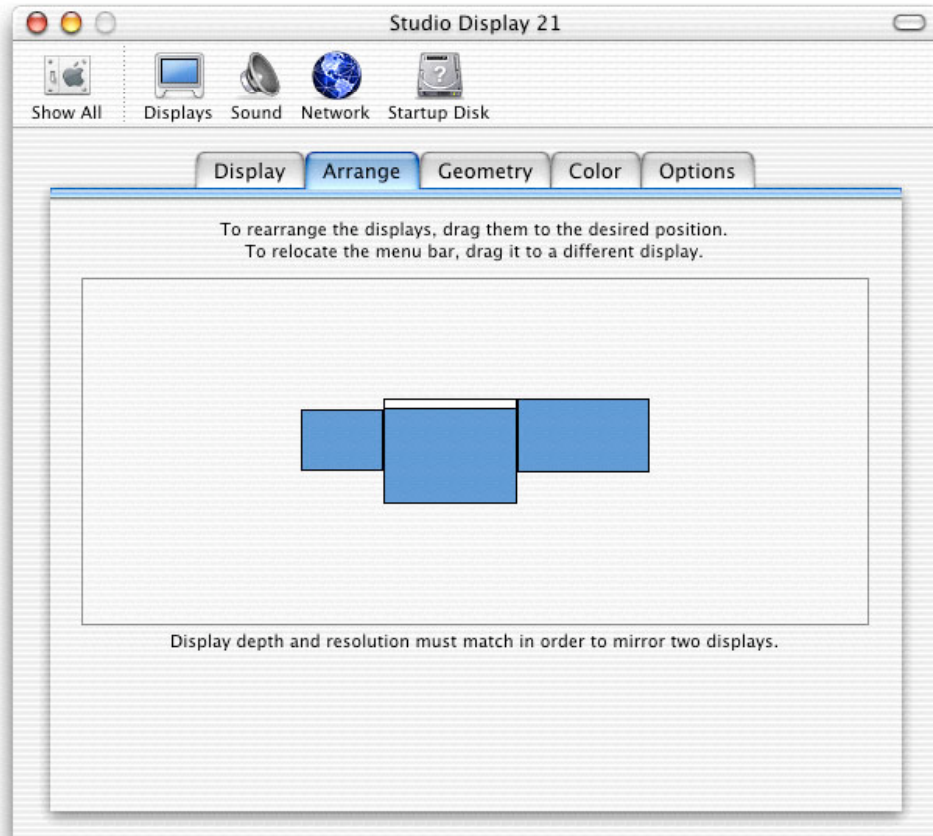 Studio Display 21
Show All Displays Sound Network Startup Disk
Display Arrange Geometry Color Options
To rearrange the displays, drag them to the desired position.
To relocate the menu bar, drag it to a different display.
Display depth and resolution must match in order to mirror two displays.